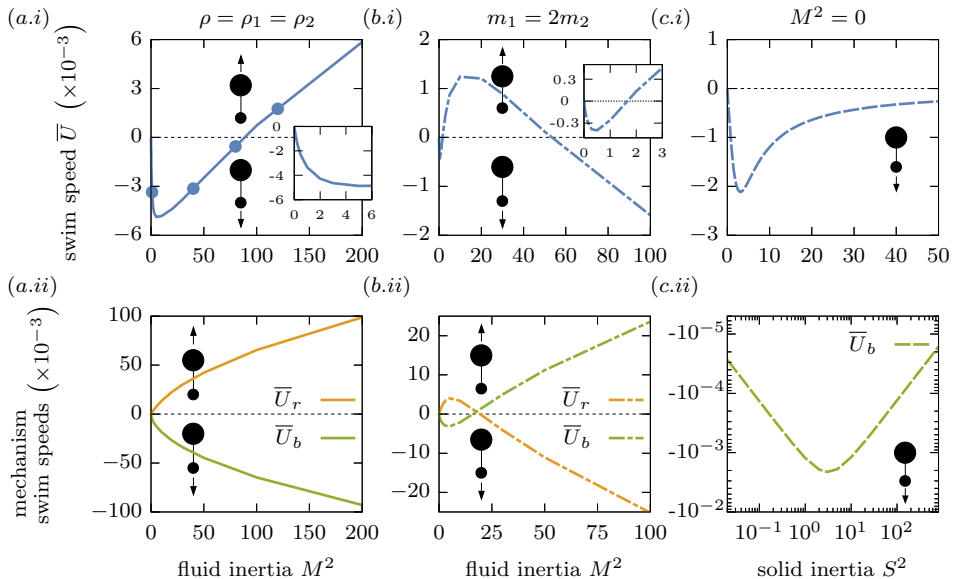 (a.i) ρ = ρ₁ = ρ₂ (b.i) m₁ = 2m₂ (c.i) M² = 0
swim speed U̅ (×10⁻³)
6
3
0
−3
−6
0 50 100 150 200
0
-2
-4
-6
0 2 4 6
2
1
0
−1
−2
0 20 40 60 80 100
0.3
0
-0.3
0 1 2 3
1
0
−1
−2
−3
0 10 20 30 40 50
(a.ii) (b.ii) (c.ii)
mechanism
swim speeds (×10⁻³)
100
50
0
−50
−100
0 50 100 150 200
U̅ᵣ
U̅_b
fluid inertia M²
20
10
0
−10
−20
0 25 50 75 100
U̅ᵣ
U̅_b
fluid inertia M²
-10⁻⁵
-10⁻⁴
-10⁻³
-10⁻²
10⁻¹ 10⁰ 10¹ 10²
U̅_b
solid inertia S²